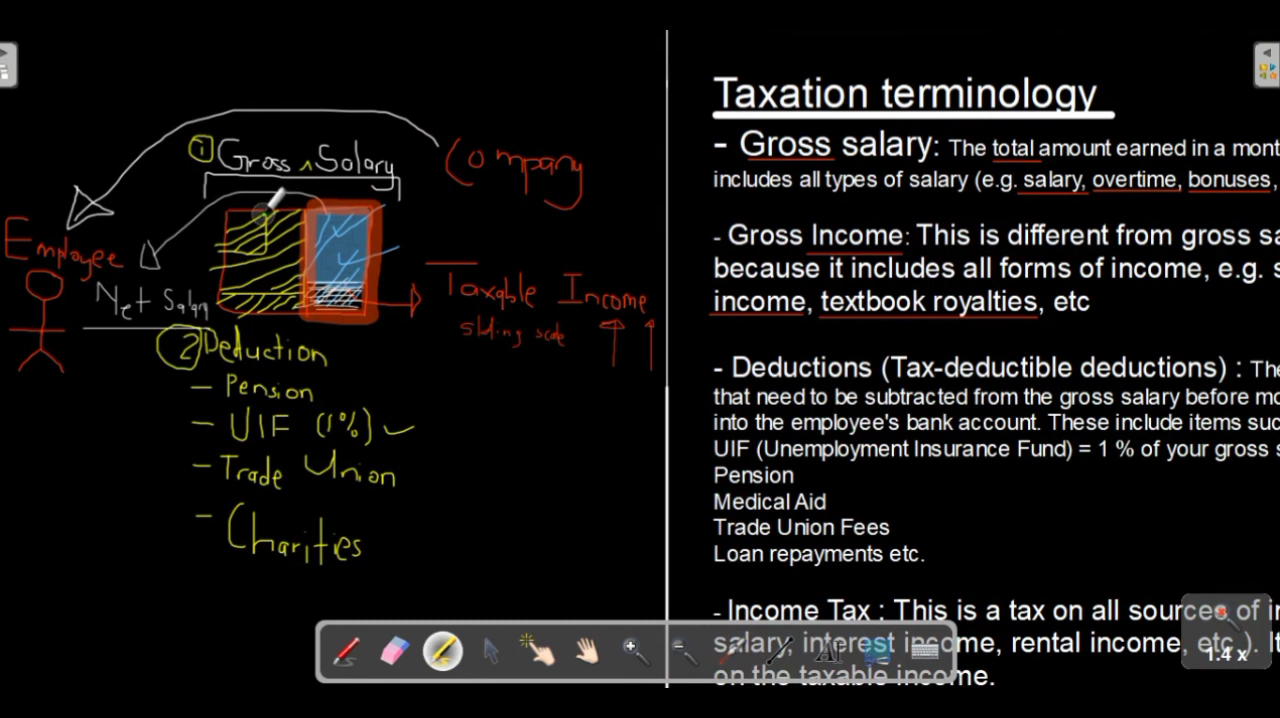 ① Gross ^ Salary
Company
Employee
Net Salary
Taxable Income
sliding scale
② Deduction
– Pension
– UIF (1%) ✓
– Trade Union
– Charities
Taxation terminology
- Gross salary: The total amount earned in a mont
includes all types of salary (e.g. salary, overtime, bonuses,
- Gross Income: This is different from gross sa
because it includes all forms of income, e.g. s
income, textbook royalties, etc
- Deductions (Tax-deductible deductions) : The
that need to be subtracted from the gross salary before mo
into the employee's bank account. These include items suc
UIF (Unemployment Insurance Fund) = 1 % of your gross s
Pension
Medical Aid
Trade Union Fees
Loan repayments etc.
- Income Tax : This is a tax on all sources of in
salary, interest income, rental income, etc.). It
on the taxable income.
1.4 x